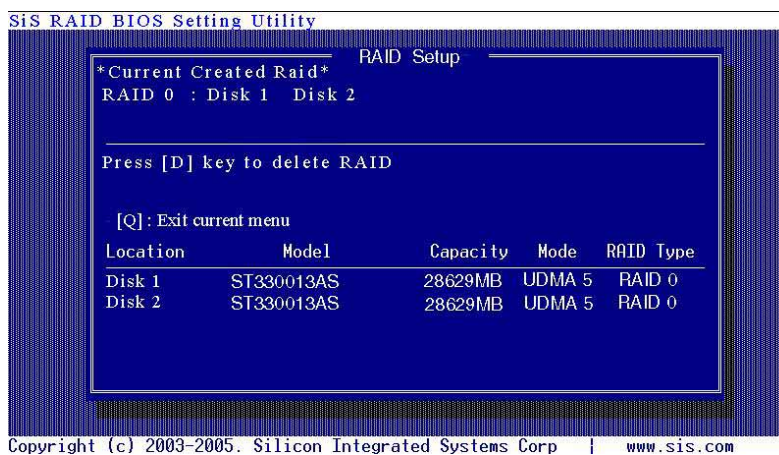 SiS RAID BIOS Setting Utility
RAID Setup
*Current Created Raid*
RAID 0 : Disk 1 Disk 2
Press [D] key to delete RAID
[Q] : Exit current menu
Location Model Capacity Mode RAID Type
Disk 1 ST330013AS 28629MB UDMA 5 RAID 0
Disk 2 ST330013AS 28629MB UDMA 5 RAID 0
Copyright (c) 2003-2005. Silicon Integrated Systems Corp | www.sis.com